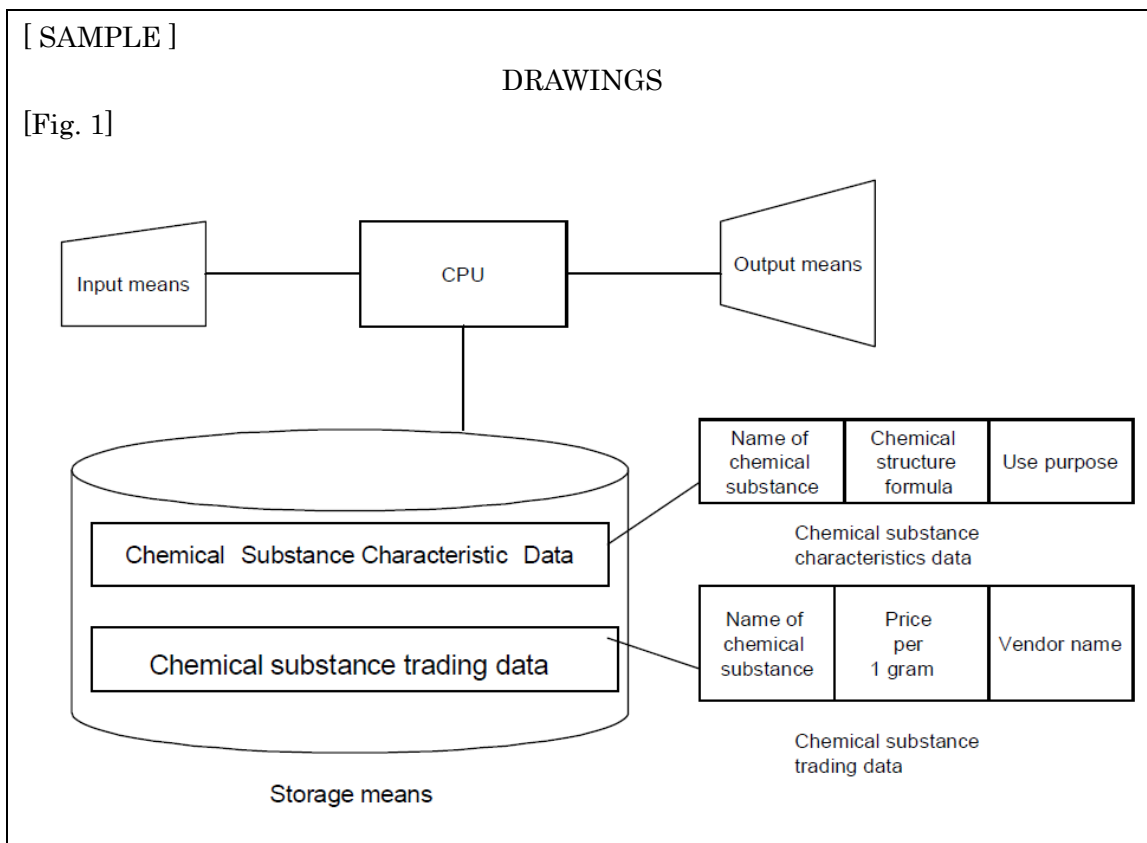 [ SAMPLE ]
DRAWINGS
[Fig. 1]
Input means
CPU
Output means
Name of
chemical
substance
Chemical
structure
formula
Use purpose
Chemical Substance Characteristic Data
Chemical substance
characteristics data
Name of
chemical
substance
Price
per
1 gram
Vendor name
Chemical substance trading data
Chemical substance
trading data
Storage means